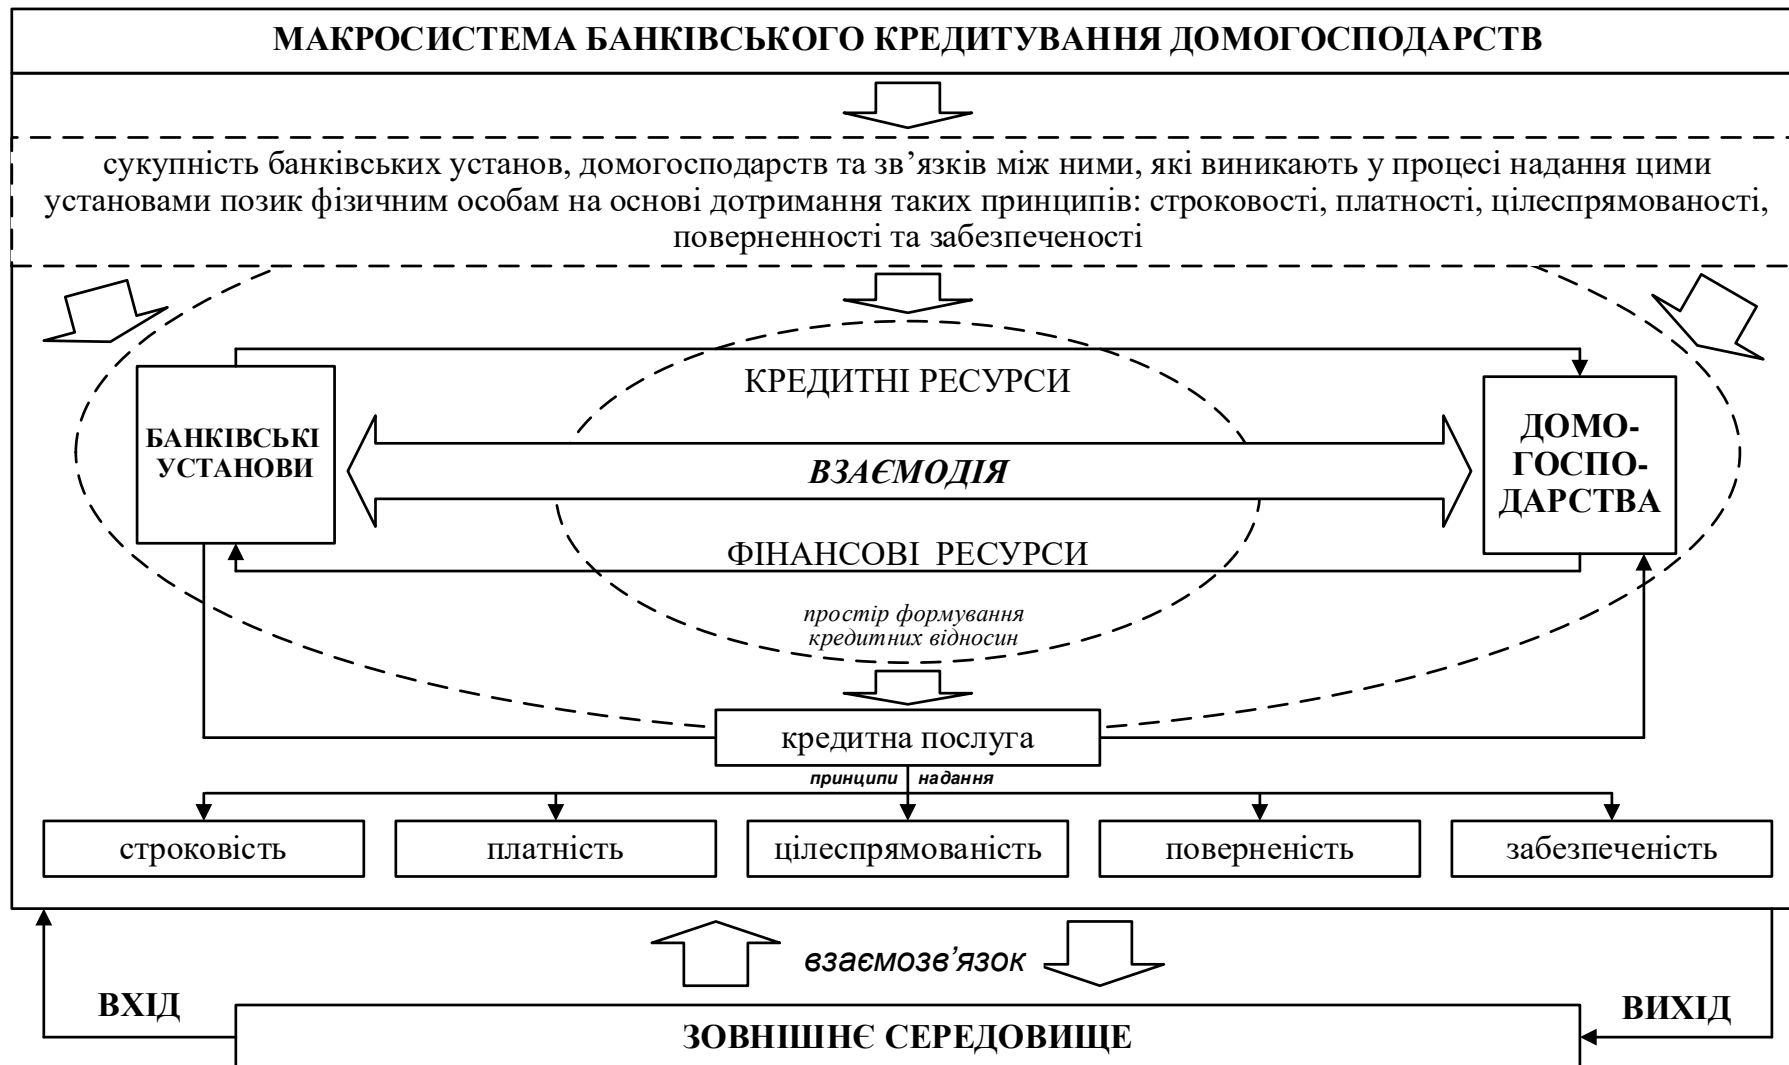 МАКРОСИСТЕМА БАНКІВСЬКОГО КРЕДИТУВАННЯ ДОМОГОСПОДАРСТВ
сукупність банківських установ, домогосподарств та зв’язків між ними, які виникають у процесі надання цими
установами позик фізичним особам на основі дотримання таких принципів: строковості, платності, цілеспрямованості,
поверненності та забезпеченості
КРЕДИТНІ РЕСУРСИ
БАНКІВСЬКІ
УСТАНОВИ
ВЗАЄМОДІЯ
ДОМО-
ГОСПО-
ДАРСТВА
ФІНАНСОВІ РЕСУРСИ
простір формування
кредитних відносин
кредитна послуга
принципи надання
строковість
платність
цілеспрямованість
поверненість
забезпеченість
взаємозв’язок
ВХІД
ВИХІД
ЗОВНІШНЄ СЕРЕДОВИЩЕ